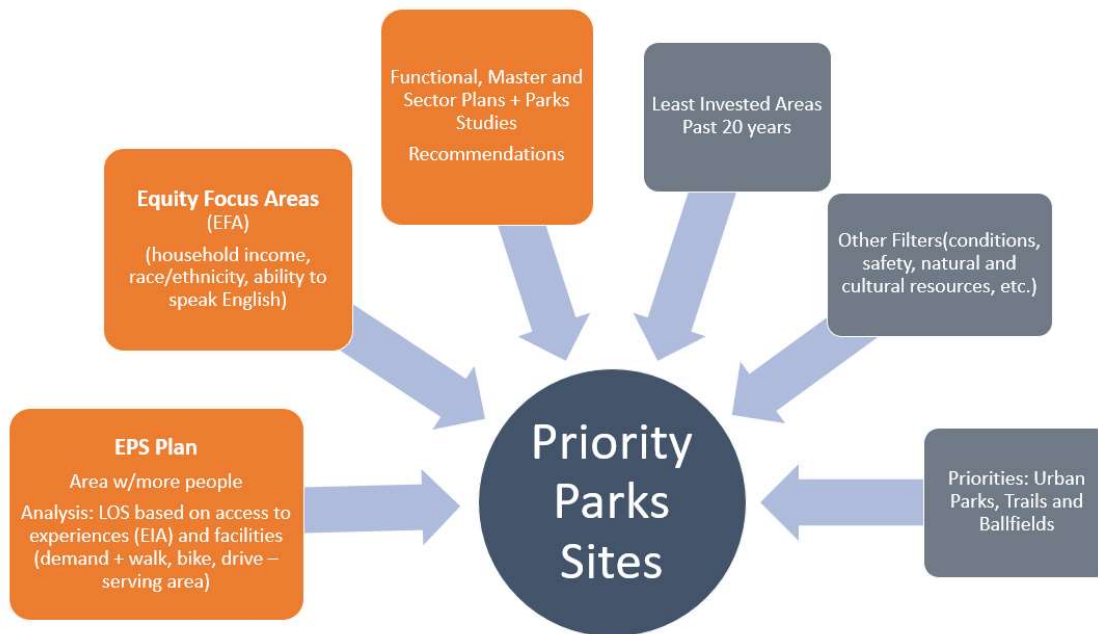 EPS Plan
Area w/more people
Analysis: LOS based on access to
experiences (EIA) and facilities
(demand + walk, bike, drive –
serving area)
Equity Focus Areas
(EFA)
(household income,
race/ethnicity, ability to
speak English)
Functional, Master and
Sector Plans + Parks
Studies
Recommendations
Least Invested Areas
Past 20 years
Other Filters(conditions,
safety, natural and
cultural resources, etc.)
Priorities: Urban
Parks, Trails and
Ballfields
Priority
Parks
Sites